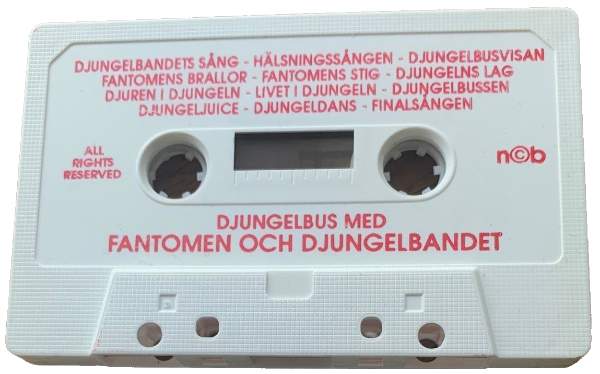 DJUNGELBANDETS SÅNG - HÄLSNINGSSÅNGEN - DJUNGELBUSVISAN
FANTOMENS BRALLOR - FANTOMENS STIG - DJUNGELNS LAG
DJUREN I DJUNGELN - LIVET I DJUNGELN - DJUNGELBUSSEN
DJUNGELJUICE - DJUNGELDANS - FINALSÅNGEN
ALL
RIGHTS
RESERVED
n©b
DJUNGELBUS MED
FANTOMEN OCH DJUNGELBANDET